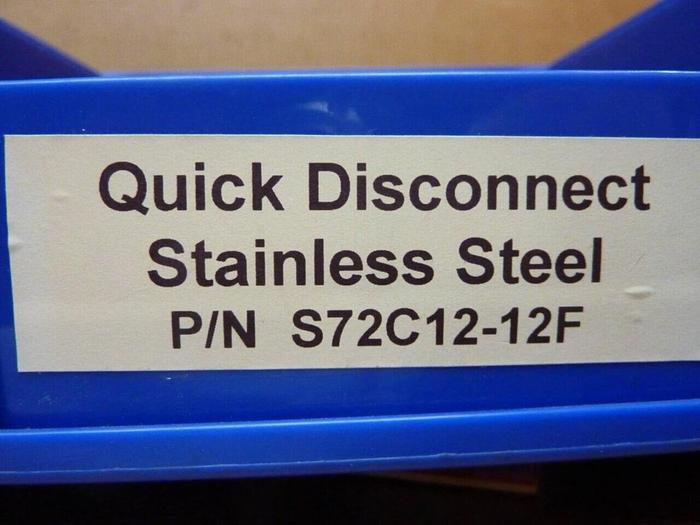 Quick Disconnect
Stainless Steel
P/N S72C12-12F